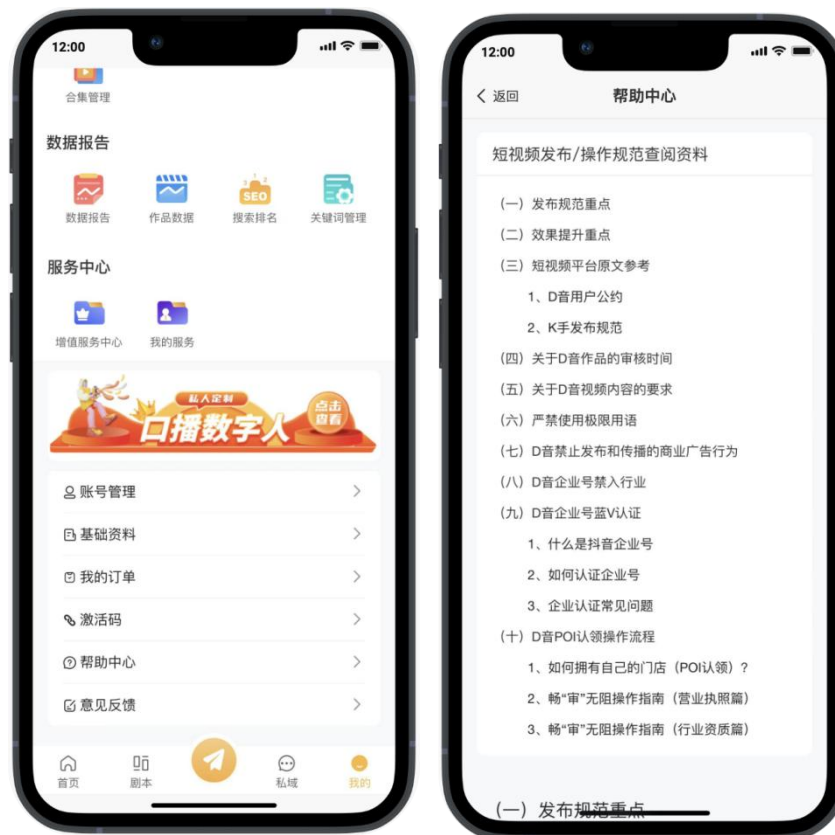 12:00
合集管理
数据报告
数据报告 作品数据 搜索排名 关键词管理
SEO
服务中心
增值服务中心 我的服务
私人定制
口播数字人
点击
查看
账号管理
基础资料
我的订单
激活码
帮助中心
意见反馈
首页 剧本 私域 我的
12:00
返回 帮助中心
短视频发布/操作规范查阅资料
（一）发布规范重点
（二）效果提升重点
（三）短视频平台原文参考
1、D音用户公约
2、K手发布规范
（四）关于D音作品的审核时间
（五）关于D音视频内容的要求
（六）严禁使用极限用语
（七）D音禁止发布和传播的商业广告行为
（八）D音企业号禁入行业
（九）D音企业号蓝V认证
1、什么是抖音企业号
2、如何认证企业号
3、企业认证常见问题
（十）D音POI认领操作流程
1、如何拥有自己的门店（POI认领）?
2、畅“审”无阻操作指南（营业执照篇）
3、畅“审”无阻操作指南（行业资质篇）
（一）发布规范重点